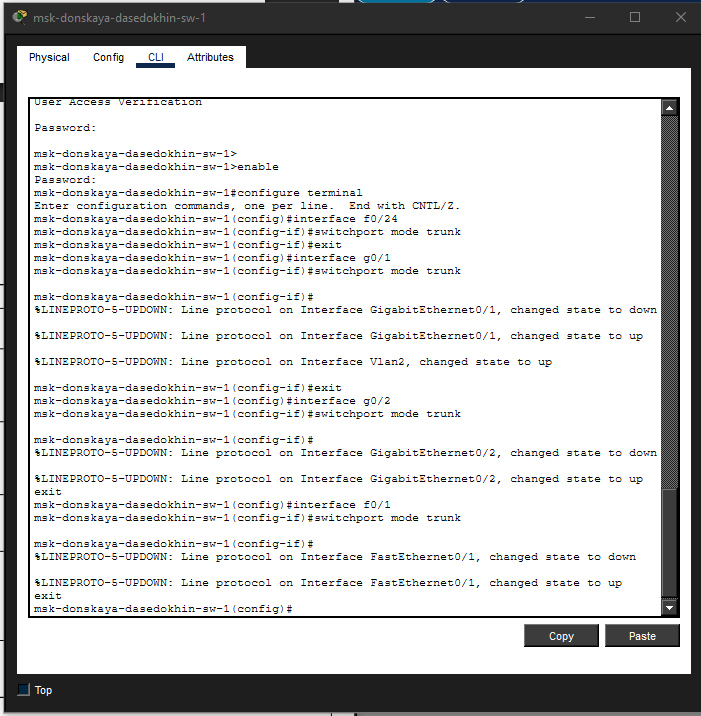 msk-donskaya-dasedokhin-sw-1
Physical Config CLI Attributes
User Access Verification
Password:
msk-donskaya-dasedokhin-sw-1>
msk-donskaya-dasedokhin-sw-1>enable
Password:
msk-donskaya-dasedokhin-sw-1#configure terminal
Enter configuration commands, one per line.  End with CNTL/Z.
msk-donskaya-dasedokhin-sw-1(config)#interface f0/24
msk-donskaya-dasedokhin-sw-1(config-if)#switchport mode trunk
msk-donskaya-dasedokhin-sw-1(config-if)#exit
msk-donskaya-dasedokhin-sw-1(config)#interface g0/1
msk-donskaya-dasedokhin-sw-1(config-if)#switchport mode trunk
msk-donskaya-dasedokhin-sw-1(config-if)#
%LINEPROTO-5-UPDOWN: Line protocol on Interface GigabitEthernet0/1, changed state to down
%LINEPROTO-5-UPDOWN: Line protocol on Interface GigabitEthernet0/1, changed state to up
%LINEPROTO-5-UPDOWN: Line protocol on Interface Vlan2, changed state to up
msk-donskaya-dasedokhin-sw-1(config-if)#exit
msk-donskaya-dasedokhin-sw-1(config)#interface g0/2
msk-donskaya-dasedokhin-sw-1(config-if)#switchport mode trunk
msk-donskaya-dasedokhin-sw-1(config-if)#
%LINEPROTO-5-UPDOWN: Line protocol on Interface GigabitEthernet0/2, changed state to down
%LINEPROTO-5-UPDOWN: Line protocol on Interface GigabitEthernet0/2, changed state to up
exit
msk-donskaya-dasedokhin-sw-1(config)#interface f0/1
msk-donskaya-dasedokhin-sw-1(config-if)#switchport mode trunk
msk-donskaya-dasedokhin-sw-1(config-if)#
%LINEPROTO-5-UPDOWN: Line protocol on Interface FastEthernet0/1, changed state to down
%LINEPROTO-5-UPDOWN: Line protocol on Interface FastEthernet0/1, changed state to up
exit
msk-donskaya-dasedokhin-sw-1(config)#
Copy Paste
Top